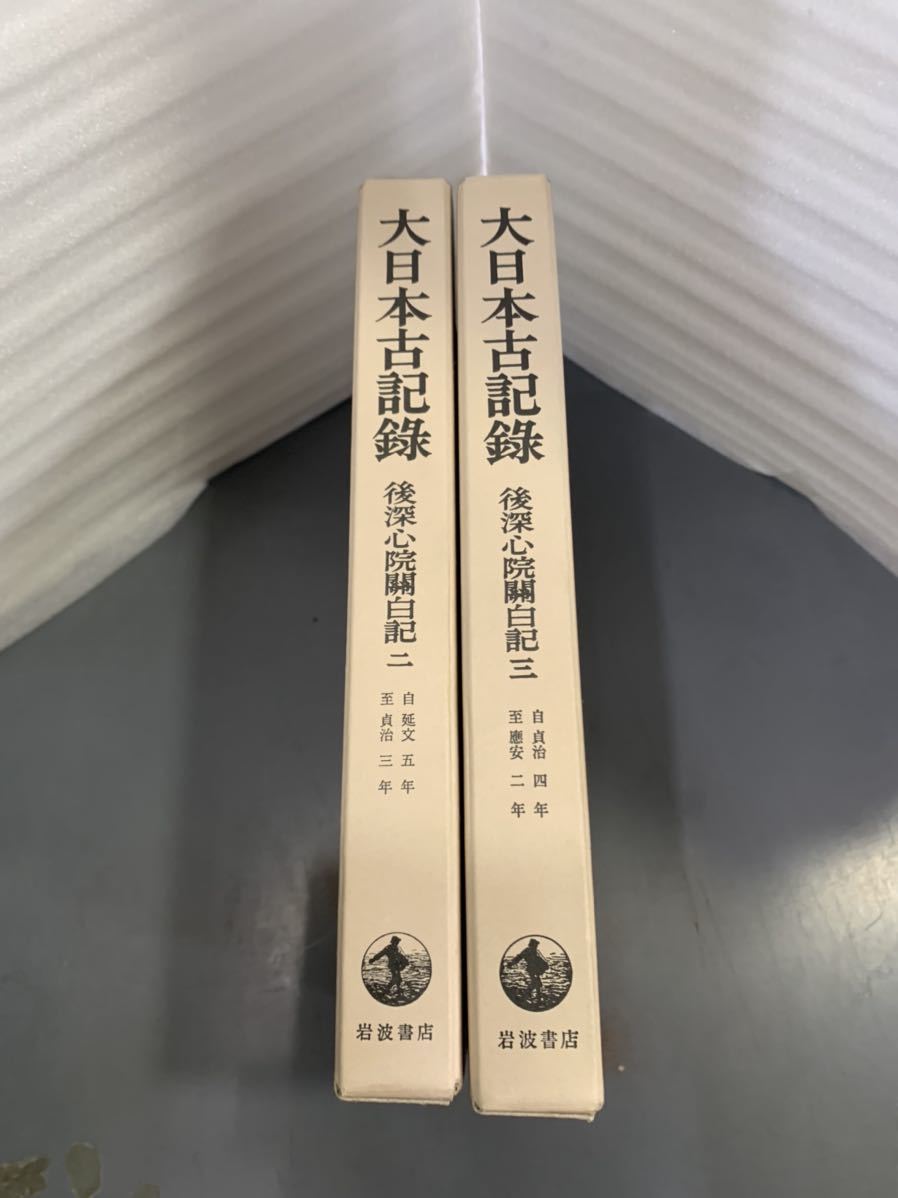 大日本古記錄
後深心院關白記 二
自 延文 五年
至 貞治 三年
岩波書店
大日本古記錄
後深心院關白記 三
自 貞治 四年
至 應安 二年
岩波書店